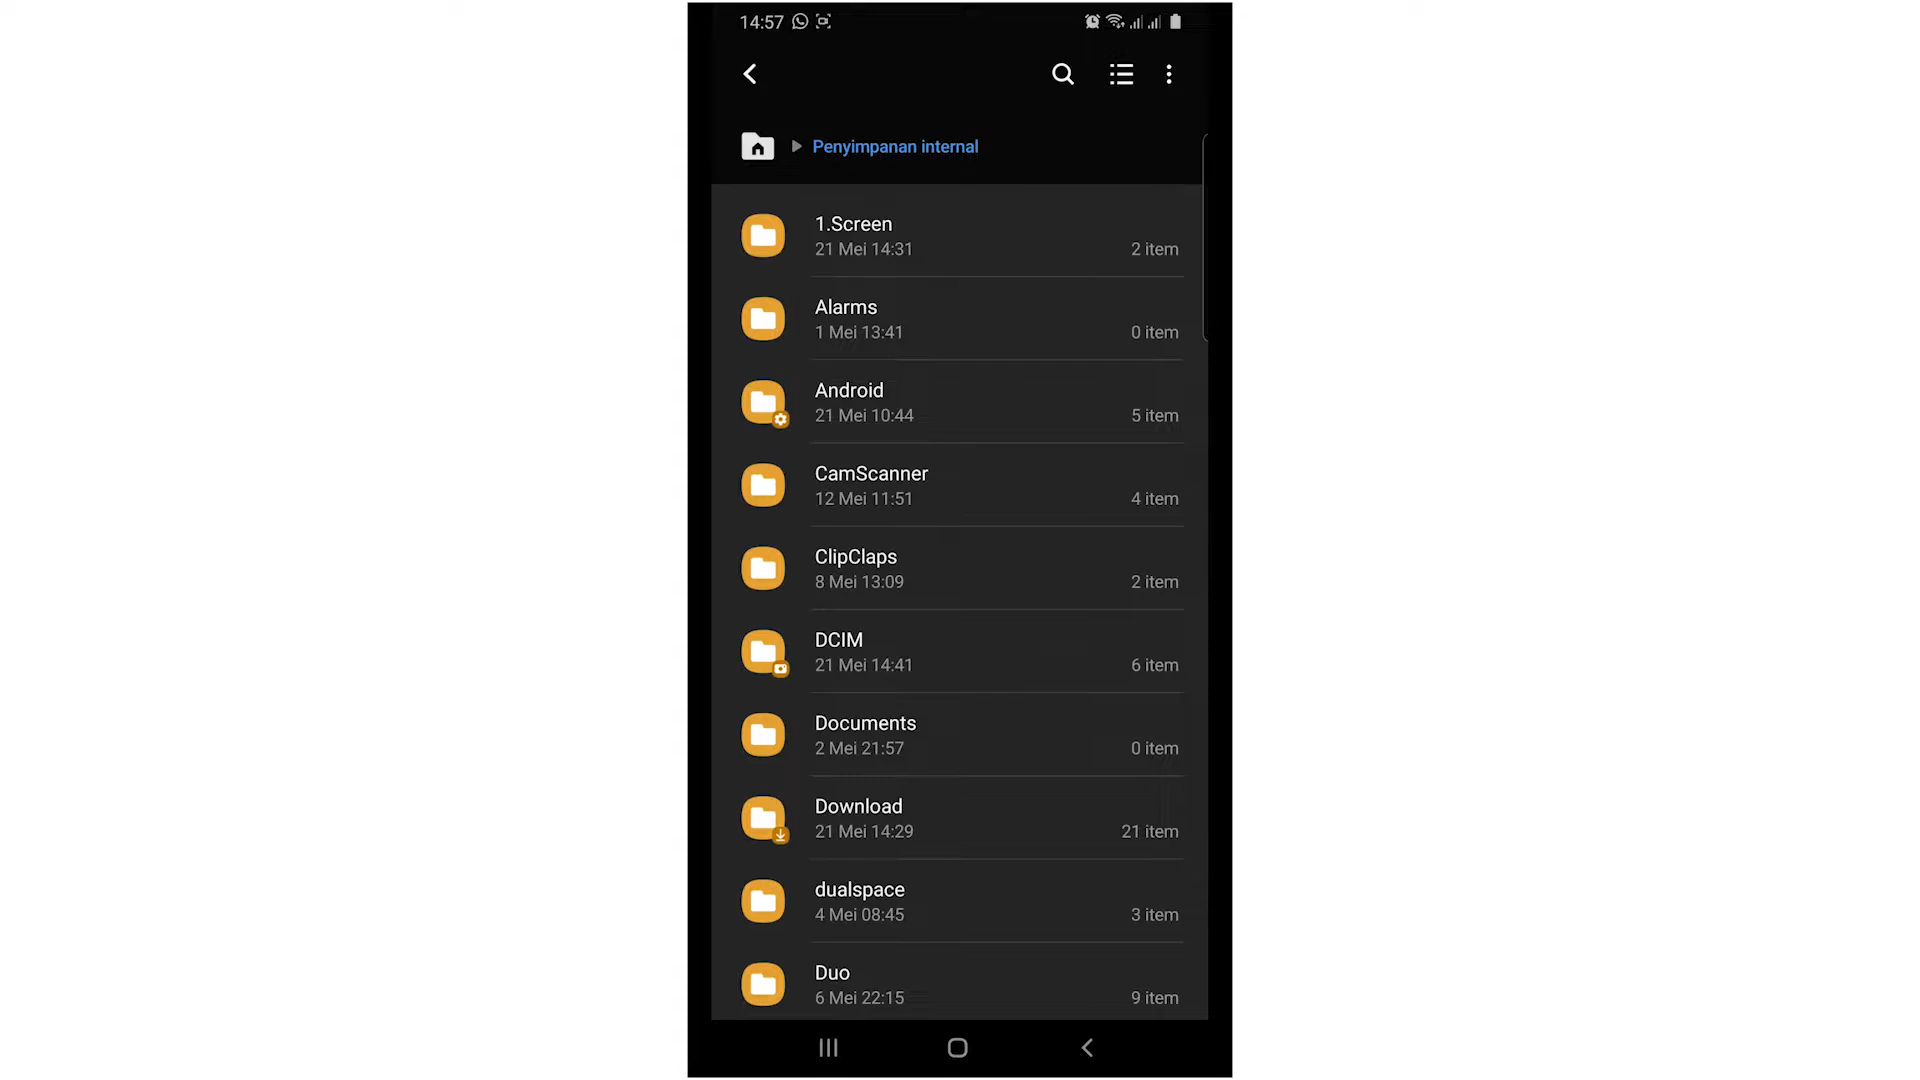 14:57
Penyimpanan internal
1.Screen
21 Mei 14:31
2 item
Alarms
1 Mei 13:41
0 item
Android
21 Mei 10:44
5 item
CamScanner
12 Mei 11:51
4 item
ClipClaps
8 Mei 13:09
2 item
DCIM
21 Mei 14:41
6 item
Documents
2 Mei 21:57
0 item
Download
21 Mei 14:29
21 item
dualspace
4 Mei 08:45
3 item
Duo
6 Mei 22:15
9 item